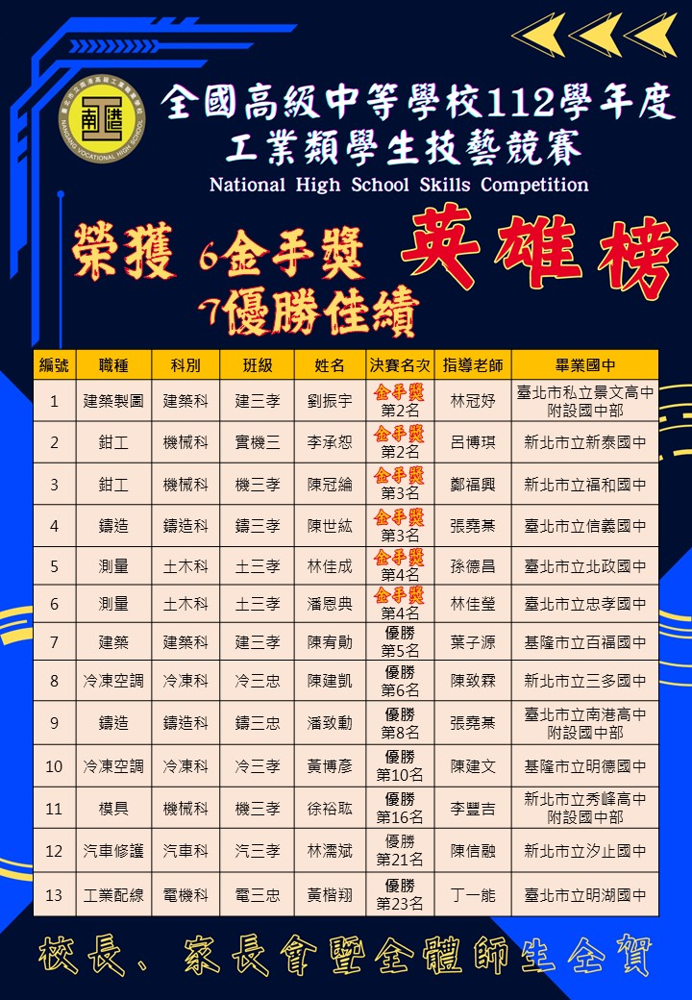 臺北市立南港高級工業職業學校
南港
NANGANG VOCATIONAL HIGH SCHOOL
全國高級中等學校112學年度
工業類學生技藝競賽
National High School Skills Competition
榮獲 6金手獎 英雄榜
7優勝佳績
編號 職種 科別 班級 姓名 決賽名次 指導老師 畢業國中
1 建築製圖 建築科 建三孝 劉振宇 金手獎 第2名 林冠妤 臺北市私立景文高中附設國中部
2 鉗工 機械科 實機三 李承恕 金手獎 第2名 呂博琪 新北市立新泰國中
3 鉗工 機械科 機三孝 陳冠綸 金手獎 第3名 鄭福興 新北市立福和國中
4 鑄造 鑄造科 鑄三孝 陳世紘 金手獎 第3名 張堯棊 臺北市立信義國中
5 測量 土木科 土三孝 林佳成 金手獎 第4名 孫德昌 臺北市立北政國中
6 測量 土木科 土三孝 潘恩典 金手獎 第4名 林佳瑩 臺北市立忠孝國中
7 建築 建築科 建三孝 陳宥勛 優勝 第5名 葉子源 基隆市立百福國中
8 冷凍空調 冷凍科 冷三忠 陳建凱 優勝 第6名 陳致霖 新北市立三多國中
9 鑄造 鑄造科 鑄三忠 潘致勳 優勝 第8名 張堯棊 臺北市立南港高中附設國中部
10 冷凍空調 冷凍科 冷三孝 黃博彥 優勝 第10名 陳建文 基隆市立明德國中
11 模具 機械科 機三孝 徐裕耾 優勝 第16名 李豐吉 新北市立秀峰高中附設國中部
12 汽車修護 汽車科 汽三孝 林澐斌 優勝 第21名 陳信融 新北市立汐止國中
13 工業配線 電機科 電三忠 黃楷翔 優勝 第23名 丁一能 臺北市立明湖國中
校長、家長會暨全體師生仝賀